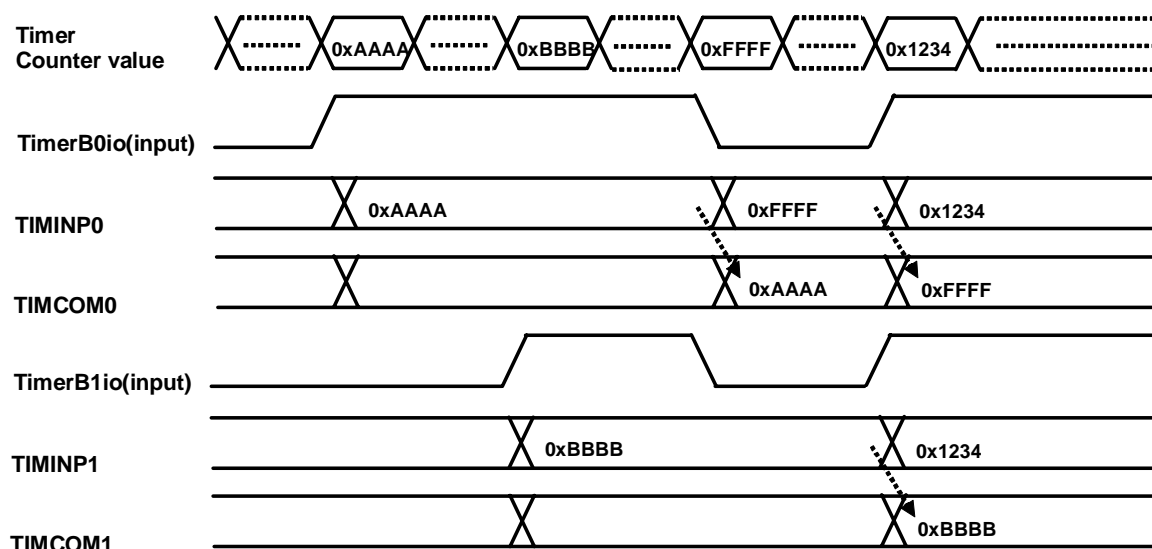 Timer
Counter value
0xAAAA 0xBBBB 0xFFFF 0x1234
TimerB0io(input)
TIMINP0
0xAAAA 0xFFFF 0x1234
TIMCOM0
0xAAAA 0xFFFF
TimerB1io(input)
TIMINP1
0xBBBB 0x1234
TIMCOM1
0xBBBB